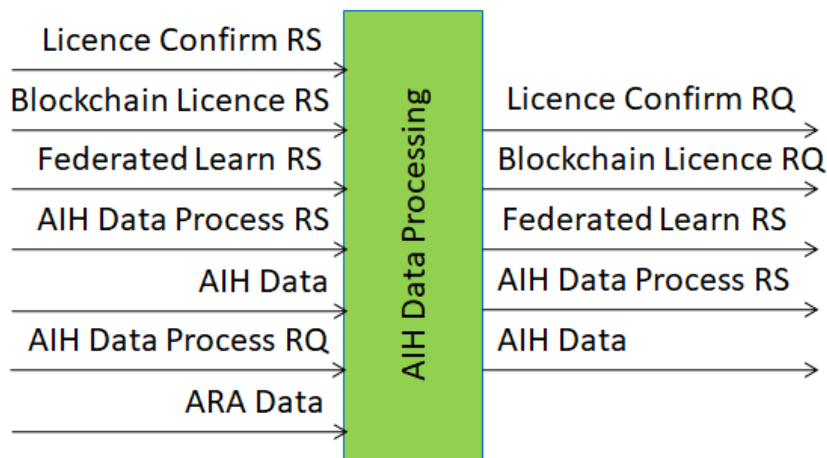 Licence Confirm RS
Blockchain Licence RS
Federated Learn RS
AIH Data Process RS
AIH Data
AIH Data Process RQ
ARA Data
AIH Data Processing
Licence Confirm RQ
Blockchain Licence RQ
Federated Learn RS
AIH Data Process RS
AIH Data